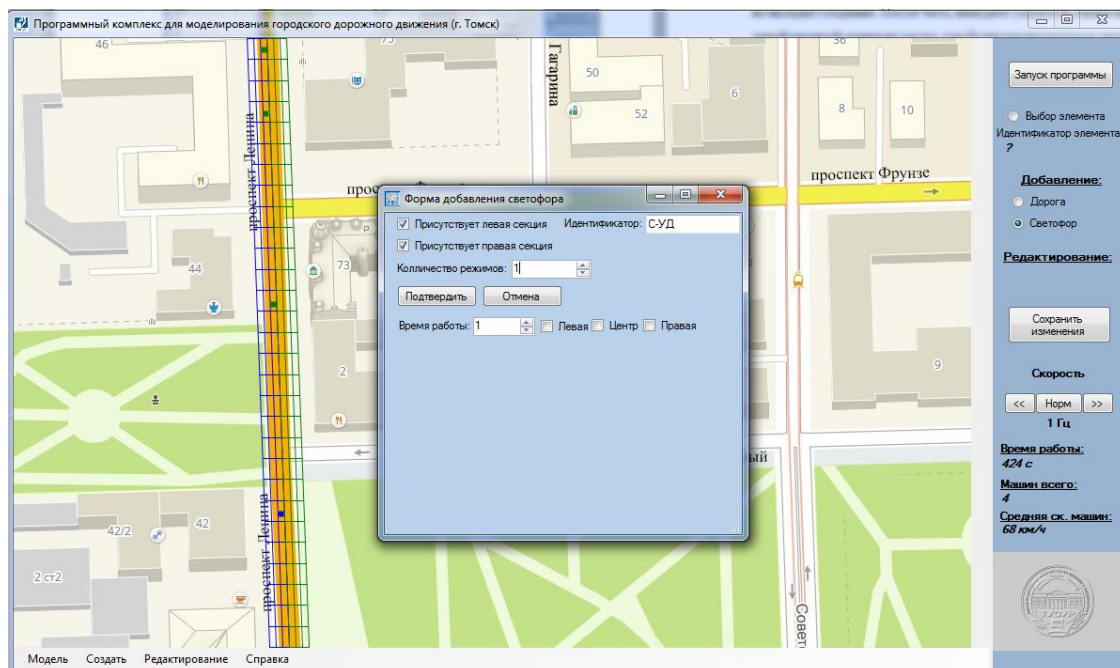 Программный комплекс для моделирования городского дорожного движения (г. Томск)
46
75
Гагарина
50
52
6
36
8
10
проспект Ленина
проспект Фрунзе
44
73
P
2
9
42/2
42
2 ст2
проспект Ленина
ый
Форма добавления светофора
Присутствует левая секция
Идентификатор: С-УД
Присутствует правая секция
Колличество режимов: 1
Подтвердить Отмена
Время работы: 1 Левая Центр Правая
Запуск программы
Выбор элемента
Идентификатор элемента
?
Добавление:
Дорога
Светофор
Редактирование:
Сохранить
изменения
Скорость
<< Норм >>
1 Гц
Время работы:
424 с
Машин всего:
4
Средняя ск. машин:
68 км/ч
ТУСУР
Модель Создать Редактирование Справка